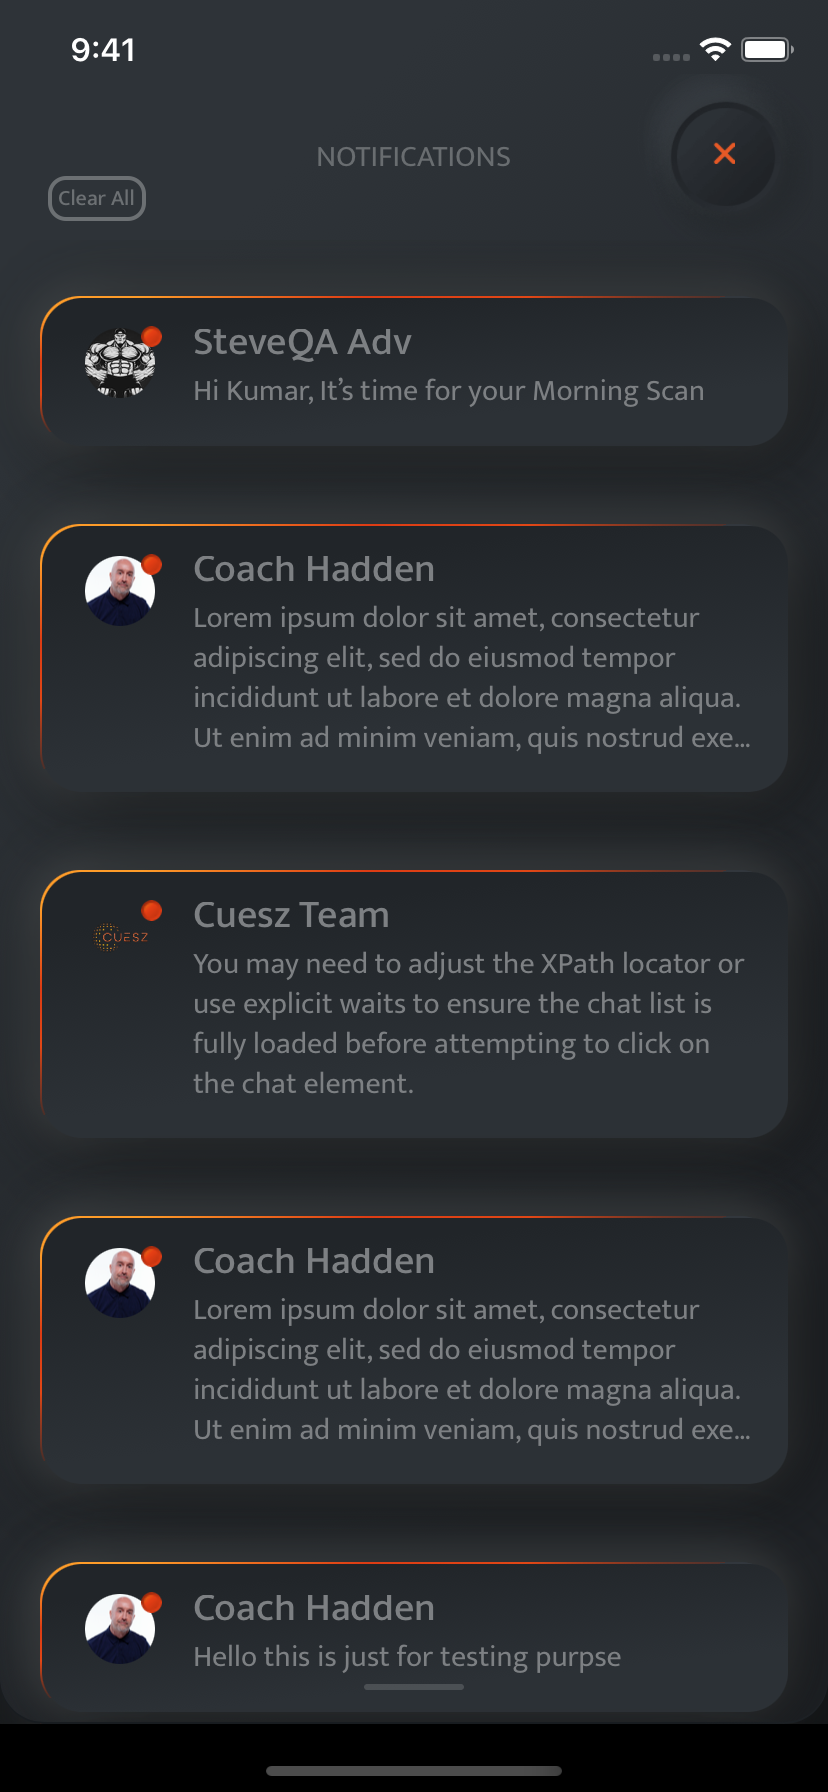 9:41
NOTIFICATIONS
Clear All
SteveQA Adv
Hi Kumar, It's time for your Morning Scan
Coach Hadden
Lorem ipsum dolor sit amet, consectetur
adipiscing elit, sed do eiusmod tempor
incididunt ut labore et dolore magna aliqua.
Ut enim ad minim veniam, quis nostrud exe...
CUESZ
Cuesz Team
You may need to adjust the XPath locator or
use explicit waits to ensure the chat list is
fully loaded before attempting to click on
the chat element.
Coach Hadden
Lorem ipsum dolor sit amet, consectetur
adipiscing elit, sed do eiusmod tempor
incididunt ut labore et dolore magna aliqua.
Ut enim ad minim veniam, quis nostrud exe...
Coach Hadden
Hello this is just for testing purpse